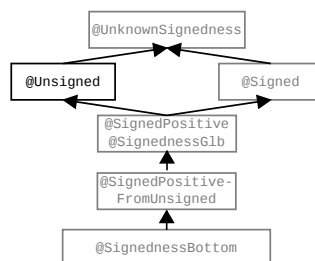 @UnknownSignedness
@Unsigned
@Signed
@SignedPositive
@SignednessGlb
@SignedPositive-
FromUnsigned
@SignednessBottom